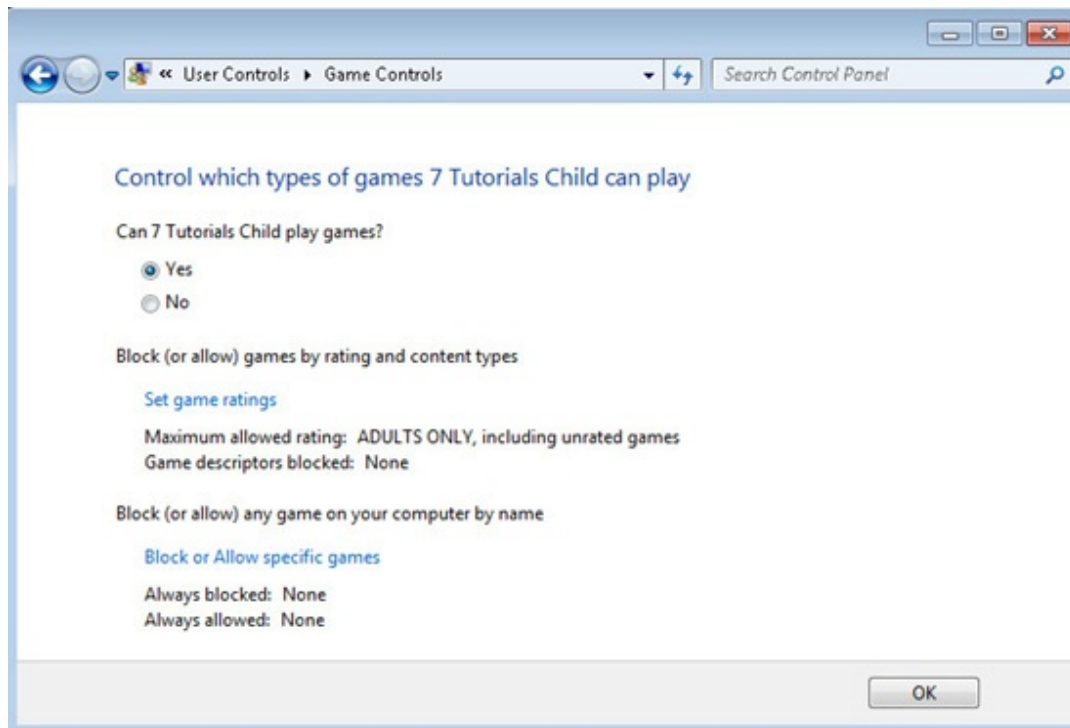 « User Controls ▸ Game Controls
Search Control Panel
Control which types of games 7 Tutorials Child can play
Can 7 Tutorials Child play games?
Yes
No
Block (or allow) games by rating and content types
Set game ratings
Maximum allowed rating: ADULTS ONLY, including unrated games
Game descriptors blocked: None
Block (or allow) any game on your computer by name
Block or Allow specific games
Always blocked: None
Always allowed: None
OK